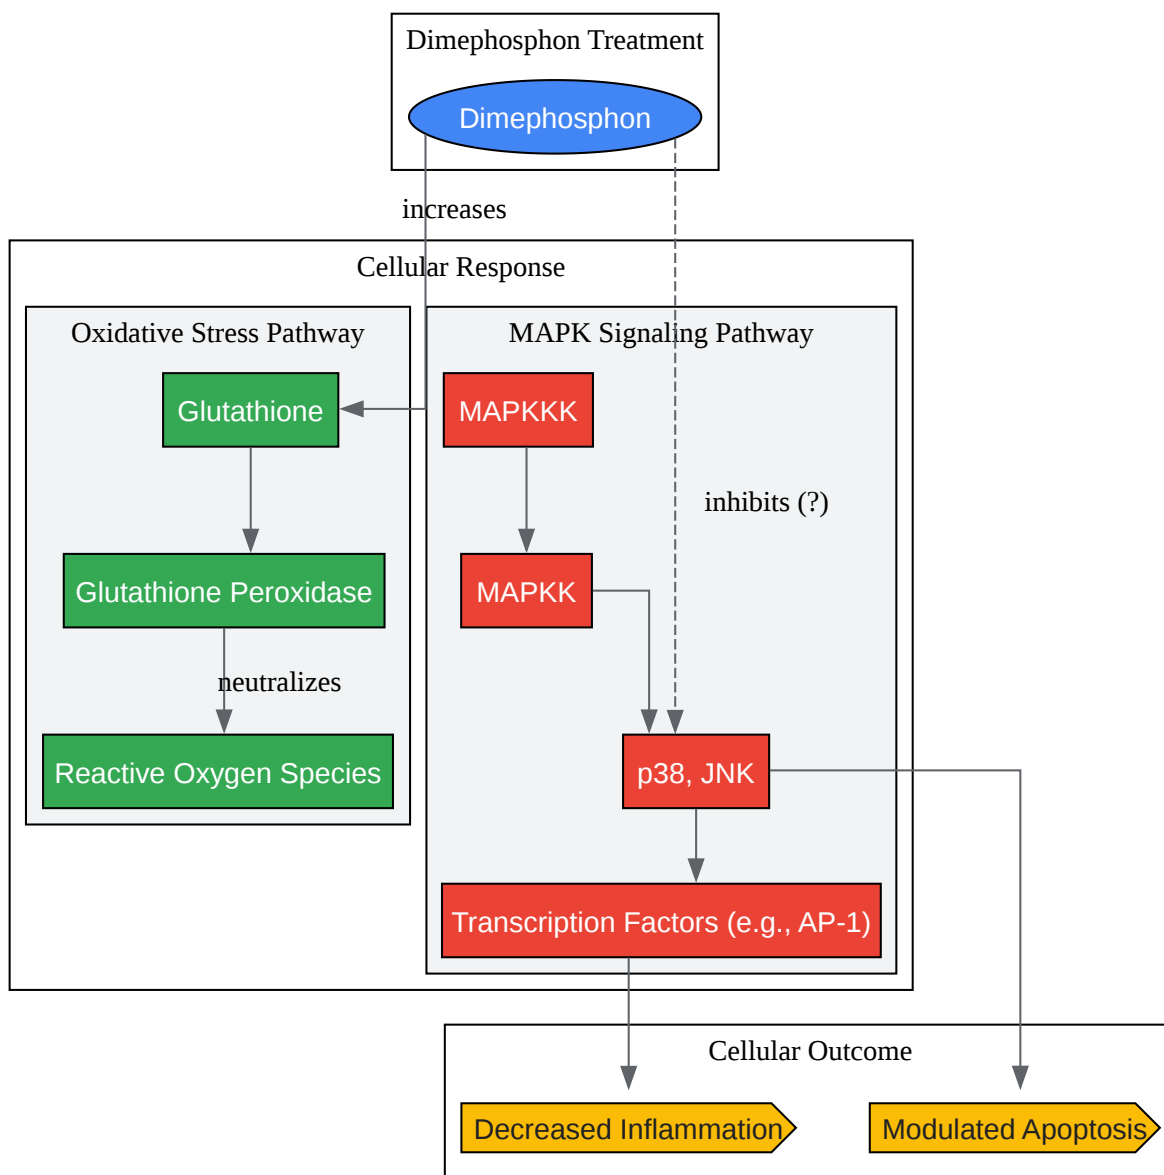 Dimephosphon Treatment
Dimephosphon
increases
Cellular Response
Oxidative Stress Pathway
MAPK Signaling Pathway
Glutathione
MAPKKK
inhibits (?)
Glutathione Peroxidase
MAPKK
neutralizes
Reactive Oxygen Species
p38, JNK
Transcription Factors (e.g., AP-1)
Cellular Outcome
Decreased Inflammation
Modulated Apoptosis